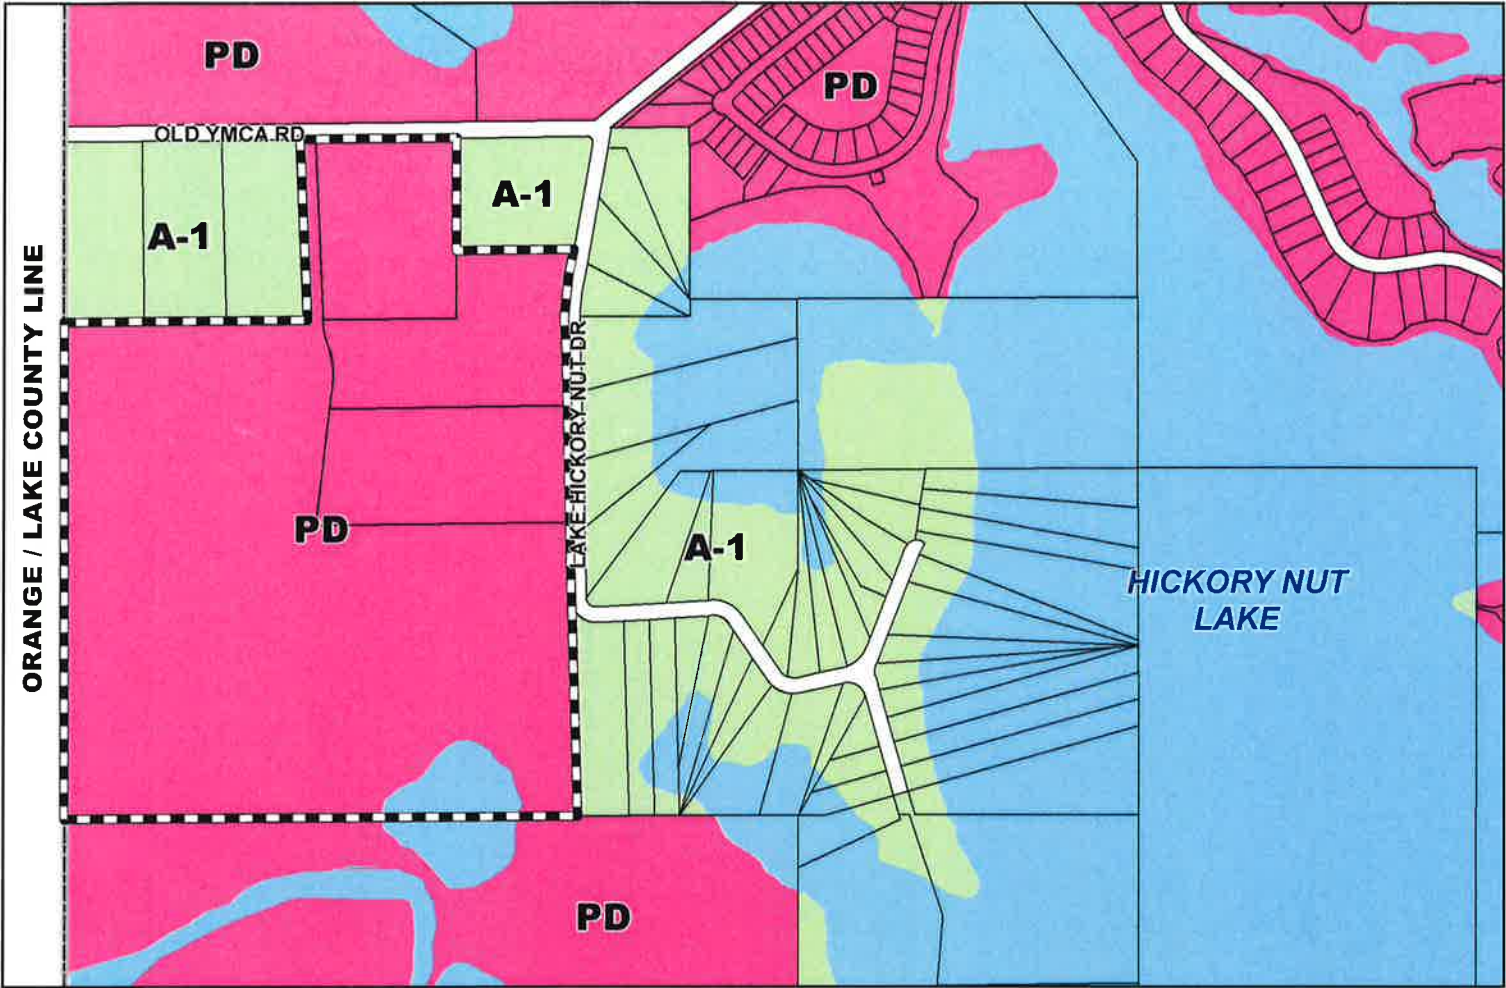 PD
PD
OLD YMCA RD
A-1
A-1
ORANGE / LAKE COUNTY LINE
LAKE HICKORY NUT DR
PD
A-1
HICKORY NUT
LAKE
PD